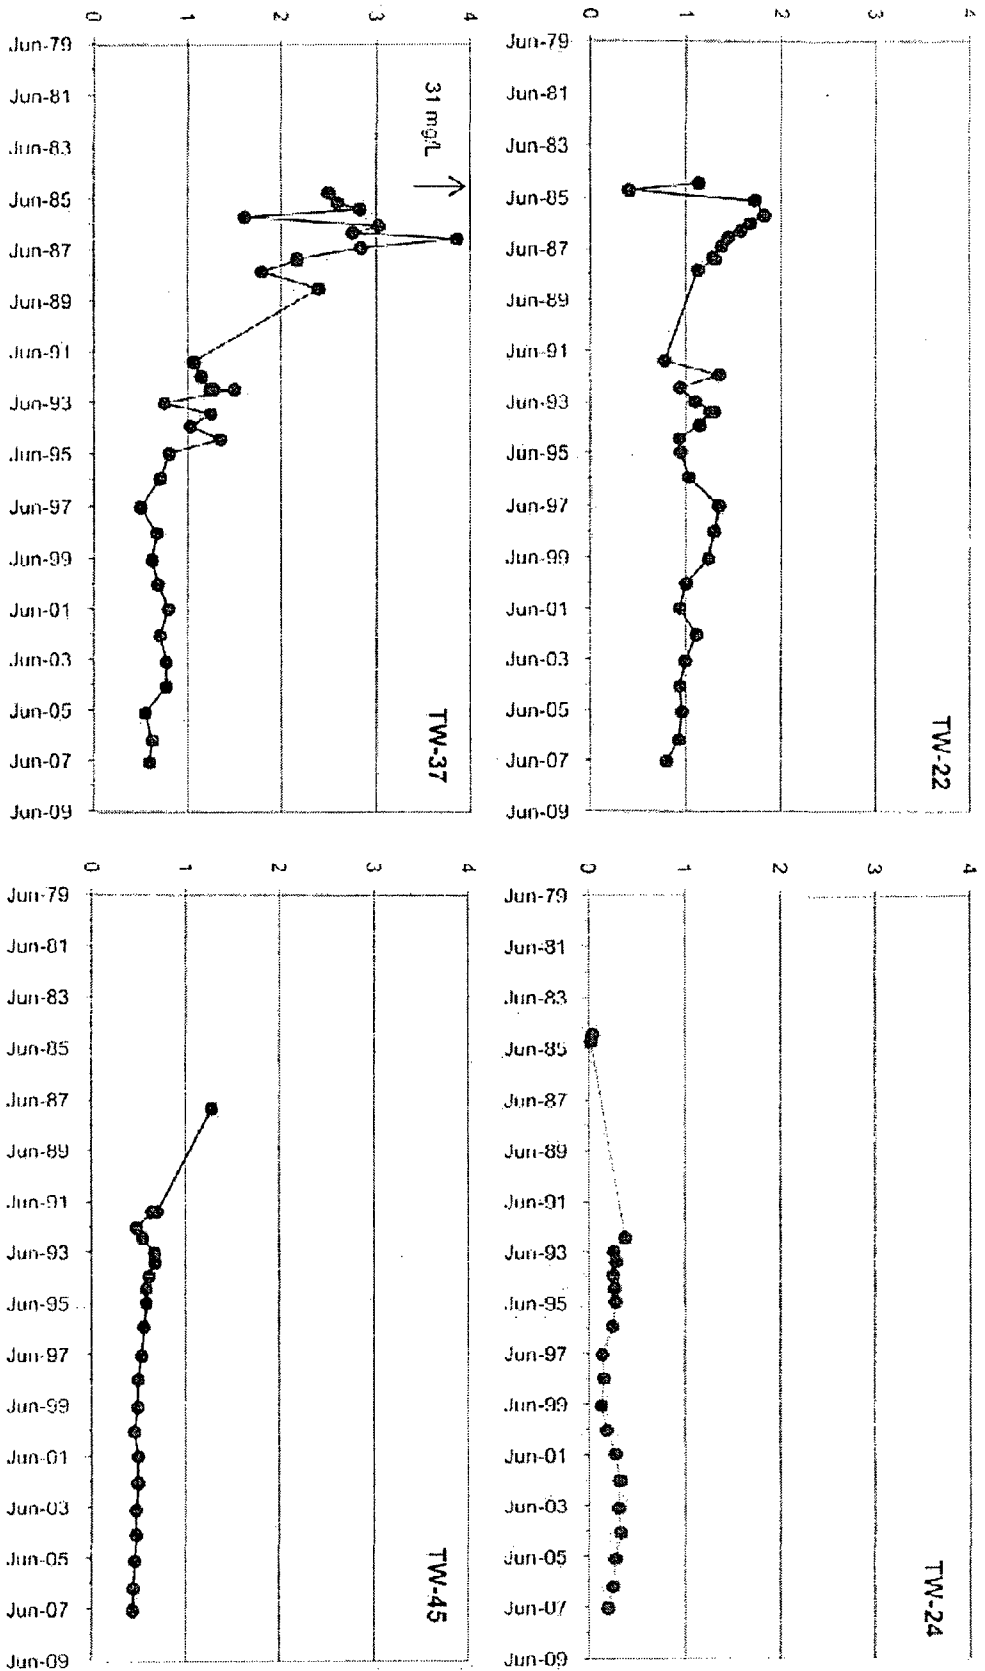 TW-22
4
3
2
1
0
Jun-79
Jun-81
Jun-83
Jun-85
Jun-87
Jun-89
Jun-91
Jun-93
Jun-95
Jun-97
Jun-99
Jun-01
Jun-03
Jun-05
Jun-07
Jun-09
TW-24
4
3
2
1
0
Jun-79
Jun-81
Jun-83
Jun-85
Jun-87
Jun-89
Jun-91
Jun-93
Jun-95
Jun-97
Jun-99
Jun-01
Jun-03
Jun-05
Jun-07
Jun-09
TW-37
31 mg/L
4
3
2
1
0
Jun-79
Jun-81
Jun-83
Jun-85
Jun-87
Jun-89
Jun-91
Jun-93
Jun-95
Jun-97
Jun-99
Jun-01
Jun-03
Jun-05
Jun-07
Jun-09
TW-45
4
3
2
1
0
Jun-79
Jun-81
Jun-83
Jun-85
Jun-87
Jun-89
Jun-91
Jun-93
Jun-95
Jun-97
Jun-99
Jun-01
Jun-03
Jun-05
Jun-07
Jun-09